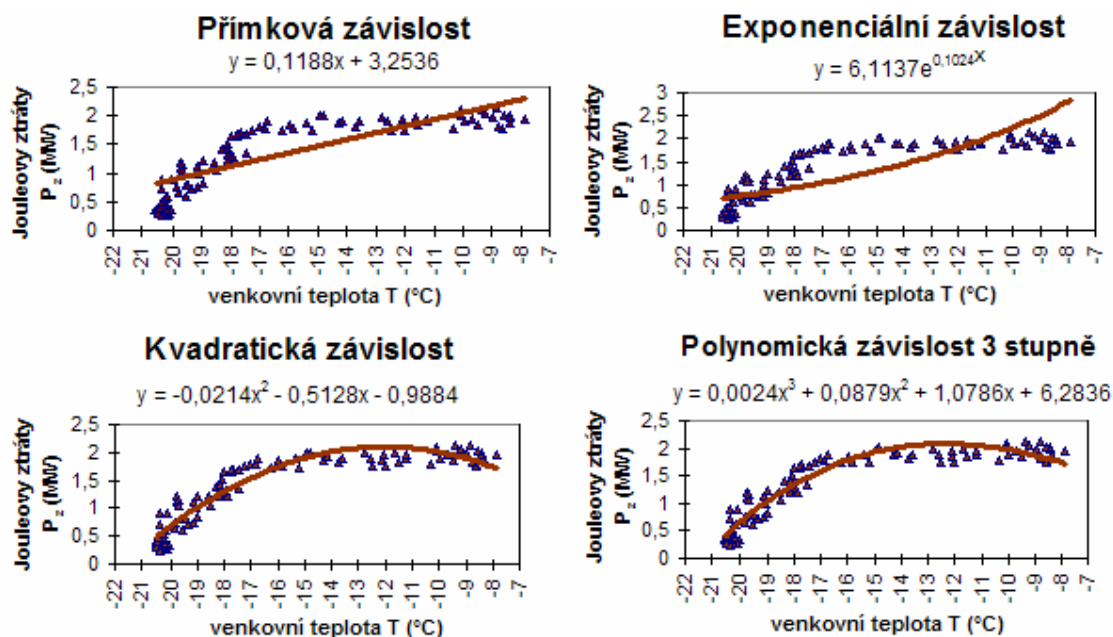 Přímková závislost
y = 0,1188x + 3,2536
Jouleovy ztráty
P_z (MW)
2,5
2
1,5
1
0,5
0
-22 -21 -20 -19 -18 -17 -16 -15 -14 -13 -12 -11 -10 -9 -8 -7
venkovní teplota T (°C)
Exponenciální závislost
y = 6,1137e^0,1024x
Jouleovy ztráty
P_z (MW)
3
2,5
2
1,5
1
0,5
0
-22 -21 -20 -19 -18 -17 -16 -15 -14 -13 -12 -11 -10 -9 -8 -7
venkovní teplota T (°C)
Kvadratická závislost
y = -0,0214x² - 0,5128x - 0,9884
Jouleovy ztráty
P_z (MW)
2,5
2
1,5
1
0,5
0
-22 -21 -20 -19 -18 -17 -16 -15 -14 -13 -12 -11 -10 -9 -8 -7
venkovní teplota T (°C)
Polynomická závislost 3 stupně
y = 0,0024x³ + 0,0879x² + 1,0786x + 6,2836
Jouleovy ztráty
P_z (MW)
2,5
2
1,5
1
0,5
0
-22 -21 -20 -19 -18 -17 -16 -15 -14 -13 -12 -11 -10 -9 -8 -7
venkovní teplota T (°C)